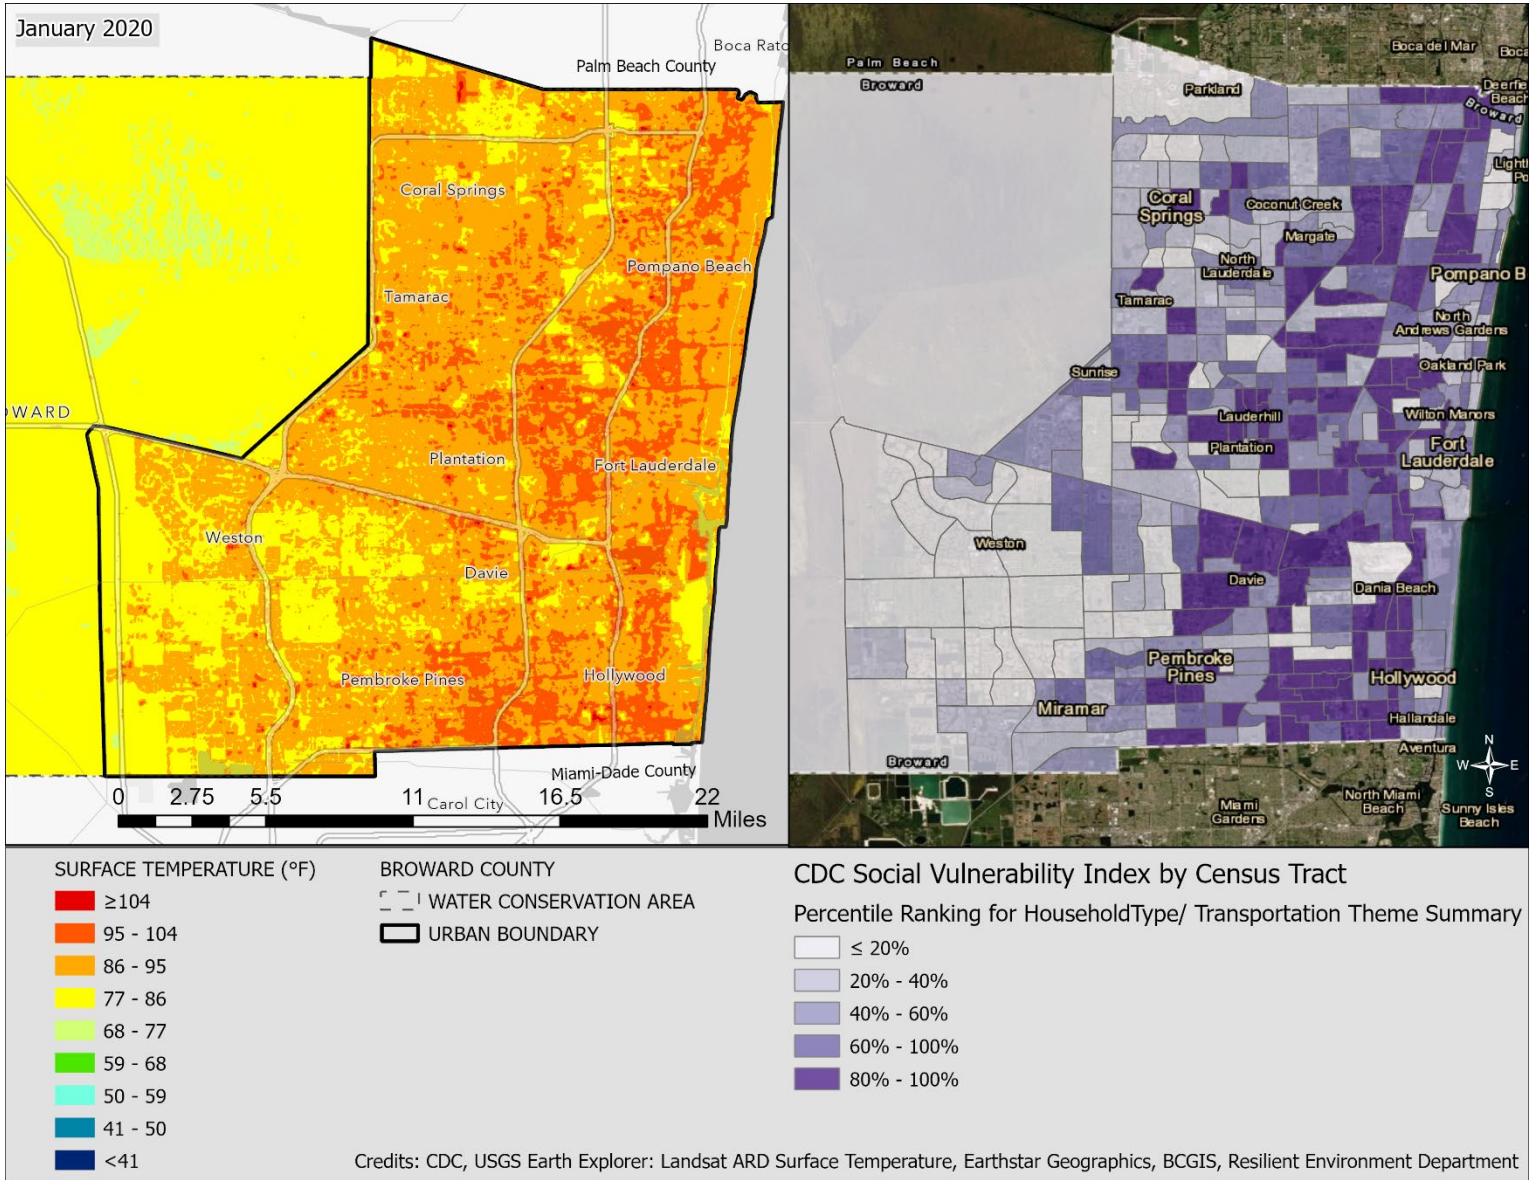 January 2020
Boca Rato
Palm Beach County
Coral Springs
Pompano Beach
Tamarac
OWARD
Plantation
Fort Lauderdale
Weston
Davie
Pembroke Pines
Hollywood
Miami-Dade County
0 2.75 5.5 11 16.5 22
Carol City
Miles
Boca del Mar
Boca
Palm Beach
Broward
Parkland
Deerfie
Beach
Broward
Lighth
Po
Coral
Springs
Coconut Creek
Margate
North
Lauderdale
Pompano B
Tamarac
North
Andrews Gardens
Sunrise
Oakland Park
Lauderhill
Wilton Manors
Plantation
Fort
Lauderdale
Weston
Davie
Dania Beach
Pembroke
Pines
Hollywood
Miramar
Hallandale
Aventura
Broward
N
W E
S
Miami
Gardens
North Miami
Beach
Sunny Isles
Beach
SURFACE TEMPERATURE (°F)
≥104
95 - 104
86 - 95
77 - 86
68 - 77
59 - 68
50 - 59
41 - 50
<41
BROWARD COUNTY
WATER CONSERVATION AREA
URBAN BOUNDARY
CDC Social Vulnerability Index by Census Tract
Percentile Ranking for HouseholdType/ Transportation Theme Summary
≤ 20%
20% - 40%
40% - 60%
60% - 100%
80% - 100%
Credits: CDC, USGS Earth Explorer: Landsat ARD Surface Temperature, Earthstar Geographics, BCGIS, Resilient Environment Department